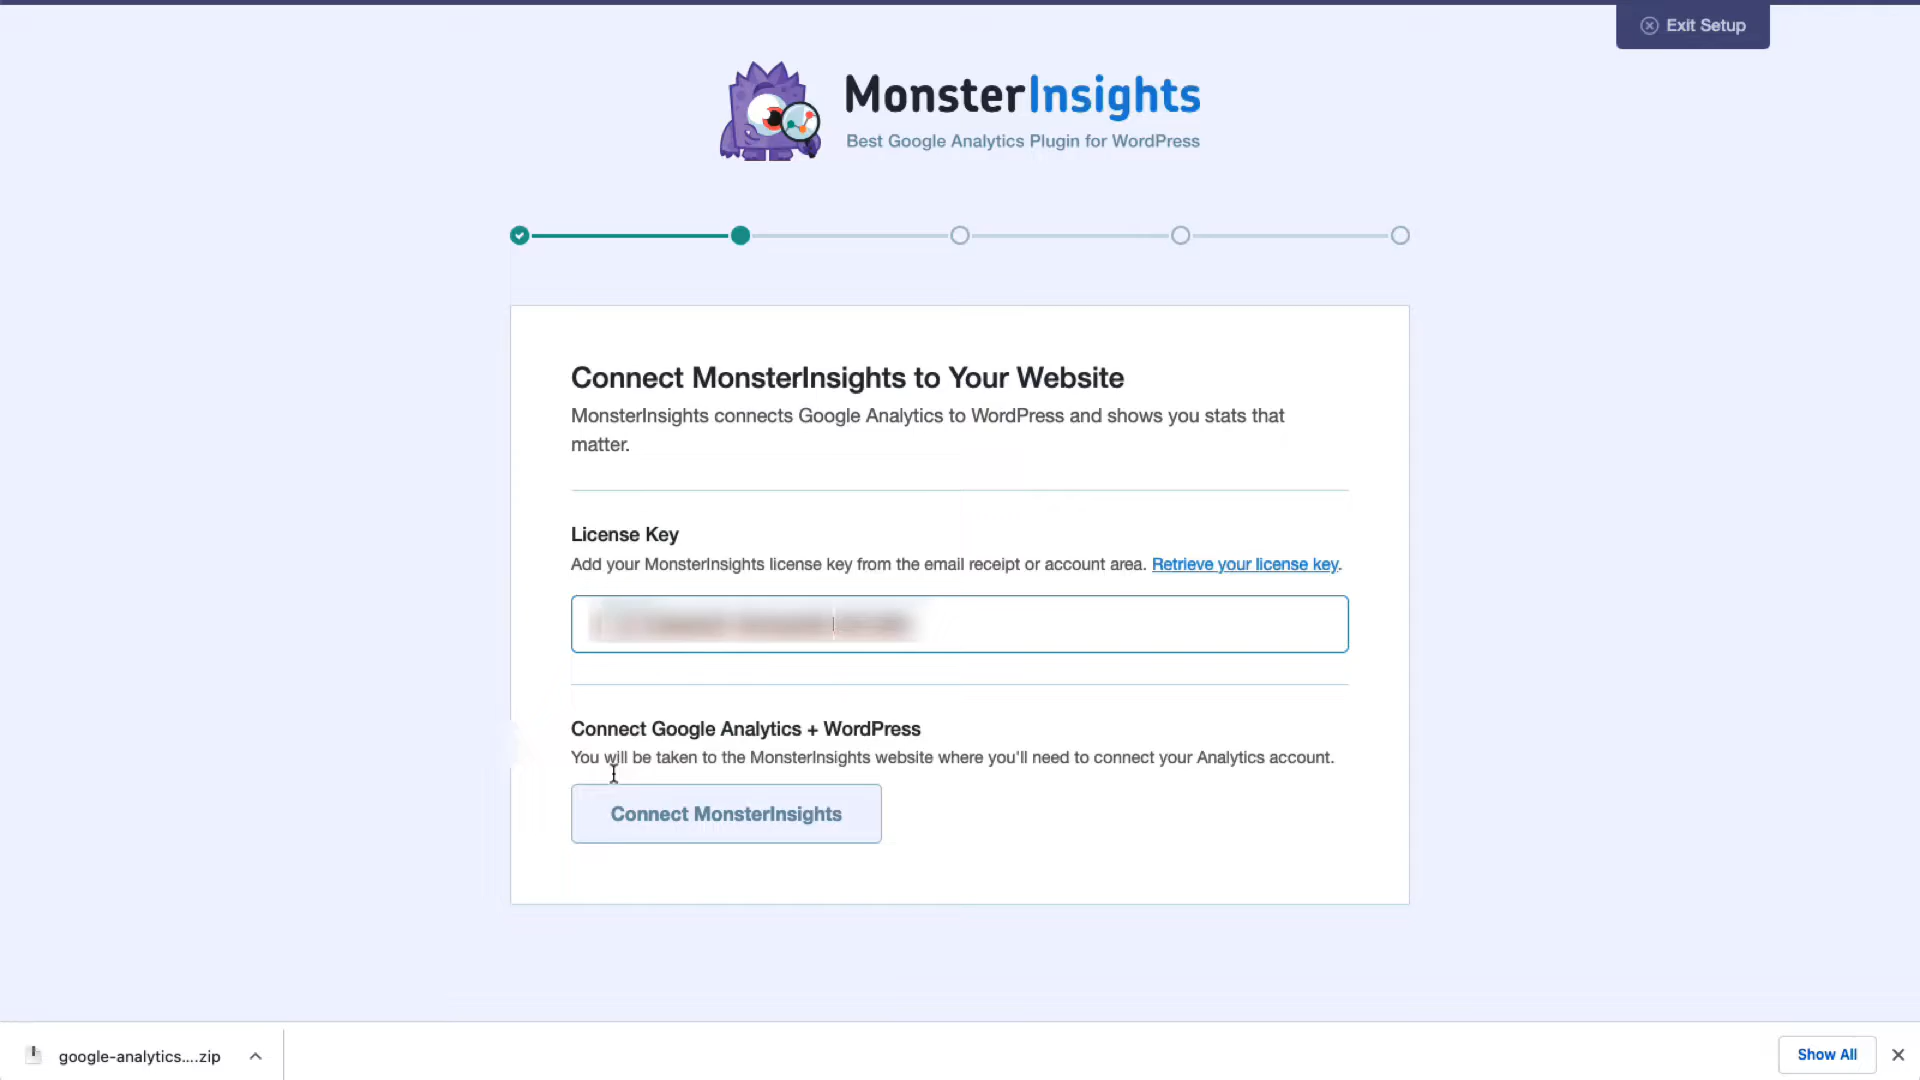 Exit Setup
MonsterInsights
Best Google Analytics Plugin for WordPress
Connect MonsterInsights to Your Website
MonsterInsights connects Google Analytics to WordPress and shows you stats that
matter.
License Key
Add your MonsterInsights license key from the email receipt or account area. Retrieve your license key.
Connect Google Analytics + WordPress
You will be taken to the MonsterInsights website where you'll need to connect your Analytics account.
Connect MonsterInsights
google-analytics....zip
Show All